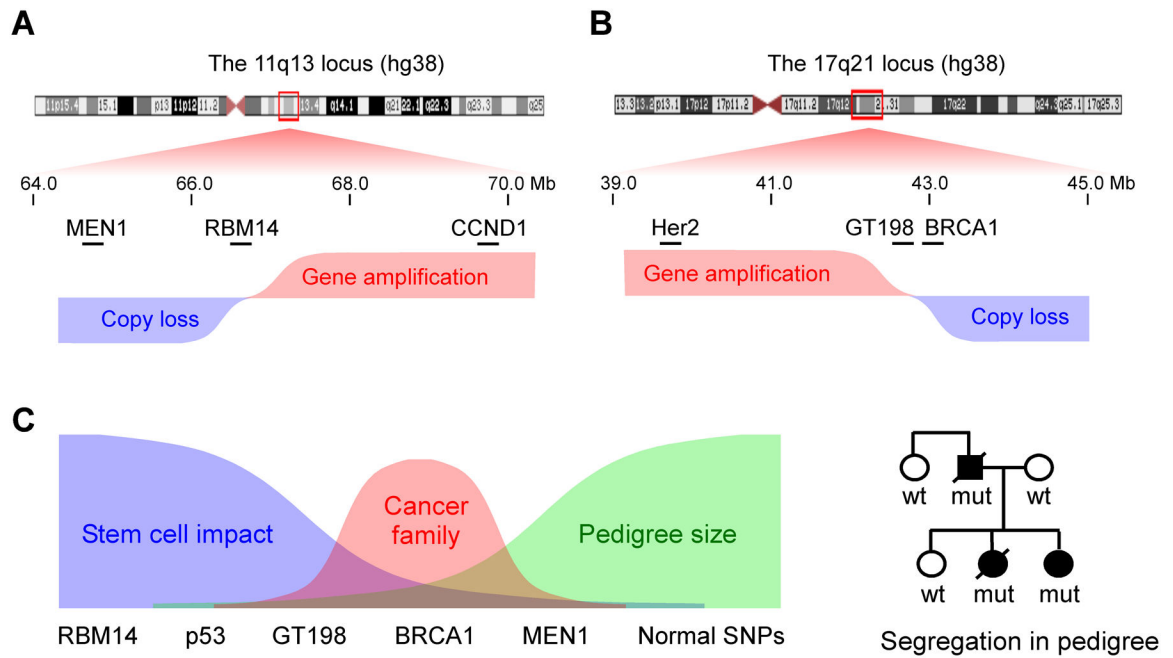 A
The 11q13 locus (hg38)
11p15.4 15.1 p13 11p12 11.2 13.4 q14.1 q21 22.1 q22.3 q23.3 q25
64.0 66.0 68.0 70.0 Mb
MEN1 RBM14 CCND1
Gene amplification
Copy loss
B
The 17q21 locus (hg38)
13.3 13.2 p13.1 17p12 17p11.2 17q11.2 17q12 2 .31 17q22 q24.3 q25.1 17q25.3
39.0 41.0 43.0 45.0 Mb
Her2 GT198 BRCA1
Gene amplification
Copy loss
C
Stem cell impact
Cancer
family
Pedigree size
RBM14 p53 GT198 BRCA1 MEN1 Normal SNPs
wt mut wt
wt mut mut
Segregation in pedigree